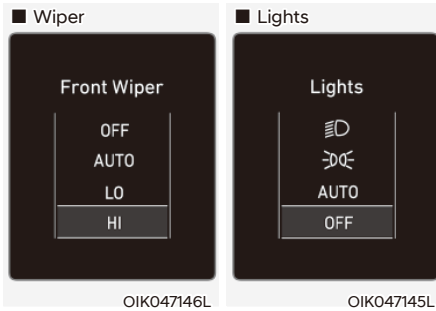 ■ Wiper
Front Wiper
OFF
AUTO
LO
HI
OIK047146L
■ Lights
Lights
AUTO
OFF
OIK047145L